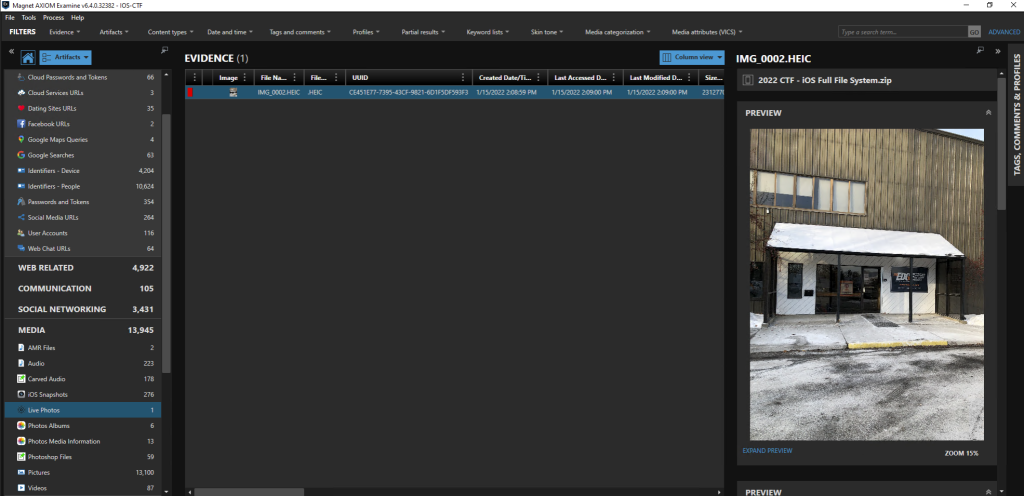 Magnet AXIOM Examine v6.4.0.32382 - IOS-CTF
File Tools Process Help
FILTERS Evidence Artifacts Content types Date and time Tags and comments Profiles Partial results Keyword lists Skin tone Media categorization Media attributes (VICS) Type a search term... GO ADVANCED
Artifacts
EVIDENCE (1)
Column view
IMG_0002.HEIC
2022 CTF - iOS Full File System.zip
Image File Na... File... UUID Created Date/Ti... Last Accessed D... Last Modified D... Size...
IMG_0002.HEIC .HEIC CE451E77-7395-43CF-9821-6D1F5DF593F3 1/15/2022 2:08:59 PM 1/15/2022 2:09:00 PM 1/15/2022 2:09:00 PM 2312770
Cloud Passwords and Tokens 66
Cloud Services URLs 3
Dating Sites URLs 35
Facebook URLs 2
Google Maps Queries 4
Google Searches 63
Identifiers - Device 4,204
Identifiers - People 10,624
Passwords and Tokens 354
Social Media URLs 264
User Accounts 116
Web Chat URLs 64
WEB RELATED 4,922
COMMUNICATION 105
SOCIAL NETWORKING 3,431
MEDIA 13,945
AMR Files 2
Audio 223
Carved Audio 178
iOS Snapshots 276
Live Photos 1
Photos Albums 6
Photos Media Information 13
Photoshop Files 59
Pictures 13,100
Videos 87
PREVIEW
EDC
EXPAND PREVIEW
ZOOM 15%
PREVIEW
TAGS, COMMENTS & PROFILES